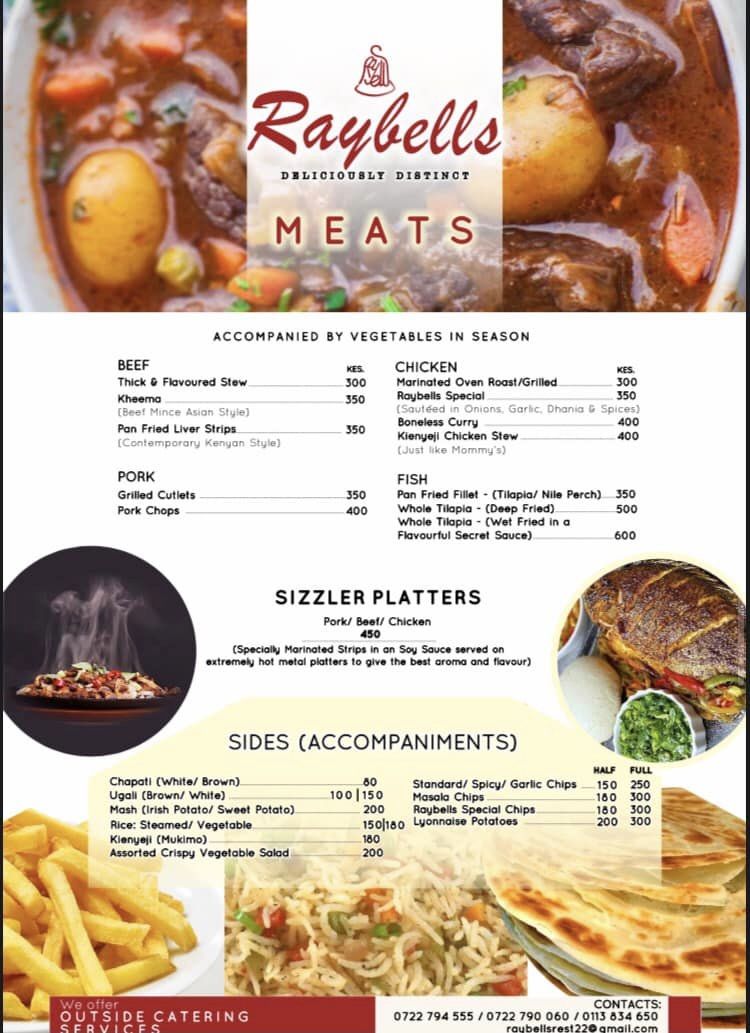 Raybells
DELICIOUSLY DISTINCT
MEATS
ACCOMPANIED BY VEGETABLES IN SEASON
BEEF KES.
Thick & Flavoured Stew 300
Kheema 350
(Beef Mince Asian Style)
Pan Fried Liver Strips 350
(Contemporary Kenyan Style)
PORK
Grilled Cutlets 350
Pork Chops 400
CHICKEN KES.
Marinated Oven Roast/Grilled 300
Raybells Special 350
(Sautéed in Onions, Garlic, Dhania & Spices)
Boneless Curry 400
Kienyeji Chicken Stew 400
(Just like Mommy's)
FISH
Pan Fried Fillet - (Tilapia/ Nile Perch) 350
Whole Tilapia - (Deep Fried) 500
Whole Tilapia - (Wet Fried in a
Flavourful Secret Sauce) 600
SIZZLER PLATTERS
Pork/ Beef/ Chicken
450
(Specially Marinated Strips in an Soy Sauce served on
extremely hot metal platters to give the best aroma and flavour)
SIDES (ACCOMPANIMENTS)
Chapati (White/ Brown) 80
Ugali (Brown/ White) 100|150
Mash (Irish Potato/ Sweet Potato) 200
Rice: Steamed/ Vegetable 150|180
Kienyeji (Mukimo) 180
Assorted Crispy Vegetable Salad 200
HALF FULL
Standard/ Spicy/ Garlic Chips 150 250
Masala Chips 180 300
Raybells Special Chips 180 300
Lyonnaise Potatoes 200 300
We offer
OUTSIDE CATERING
SERVICES
CONTACTS:
0722 794 555 / 0722 790 060 / 0113 834 650
raybellsrest22@gmail.com